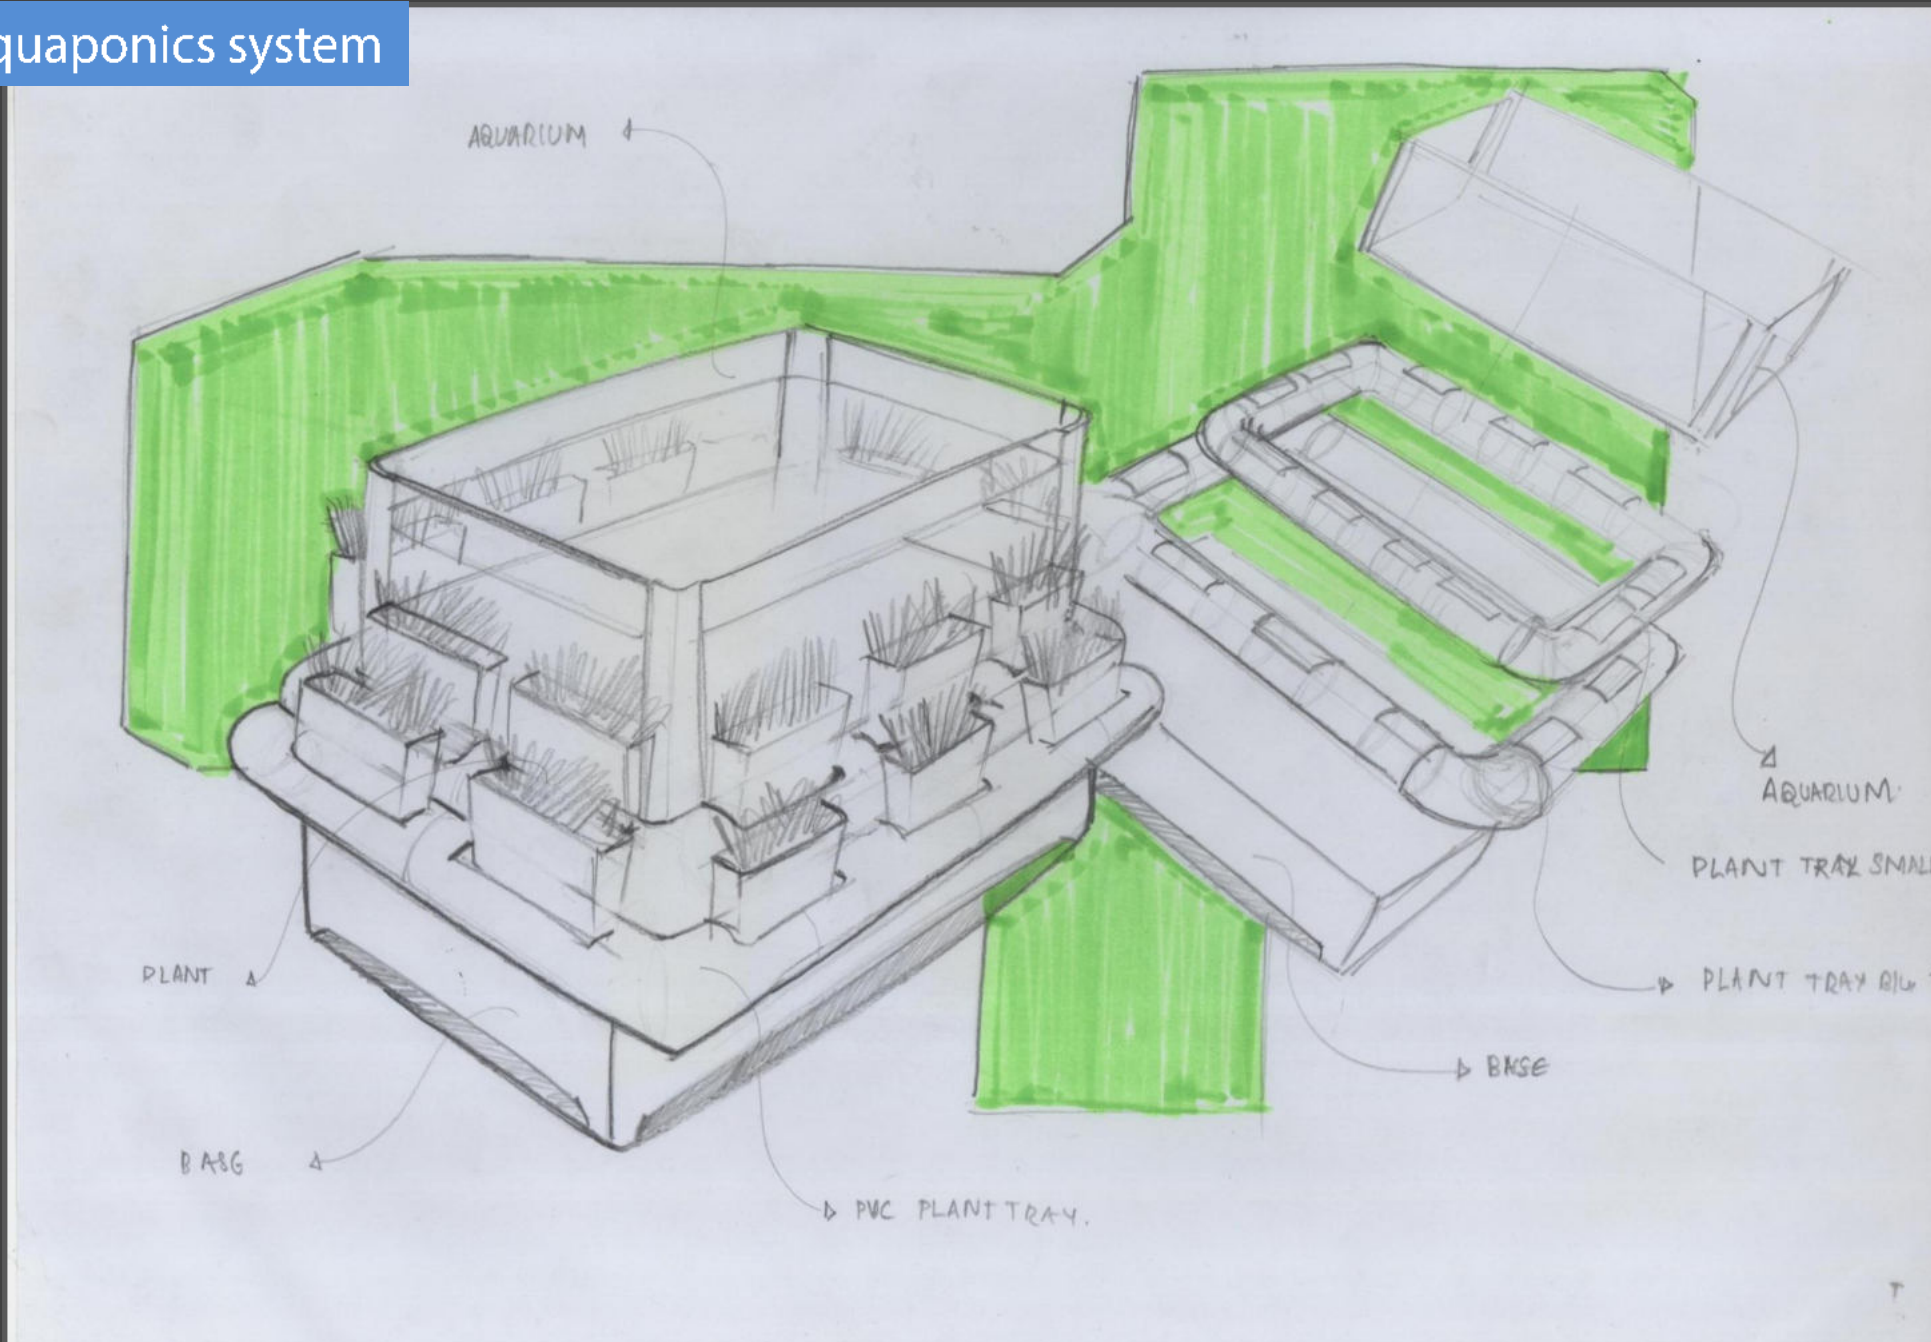 quaponics system
AQUARIUM
AQUARIUM
PLANT TRAY SMAL
PLANT
PLANT TRAY BIG
BASE
BASE
PVC PLANT TRAY.